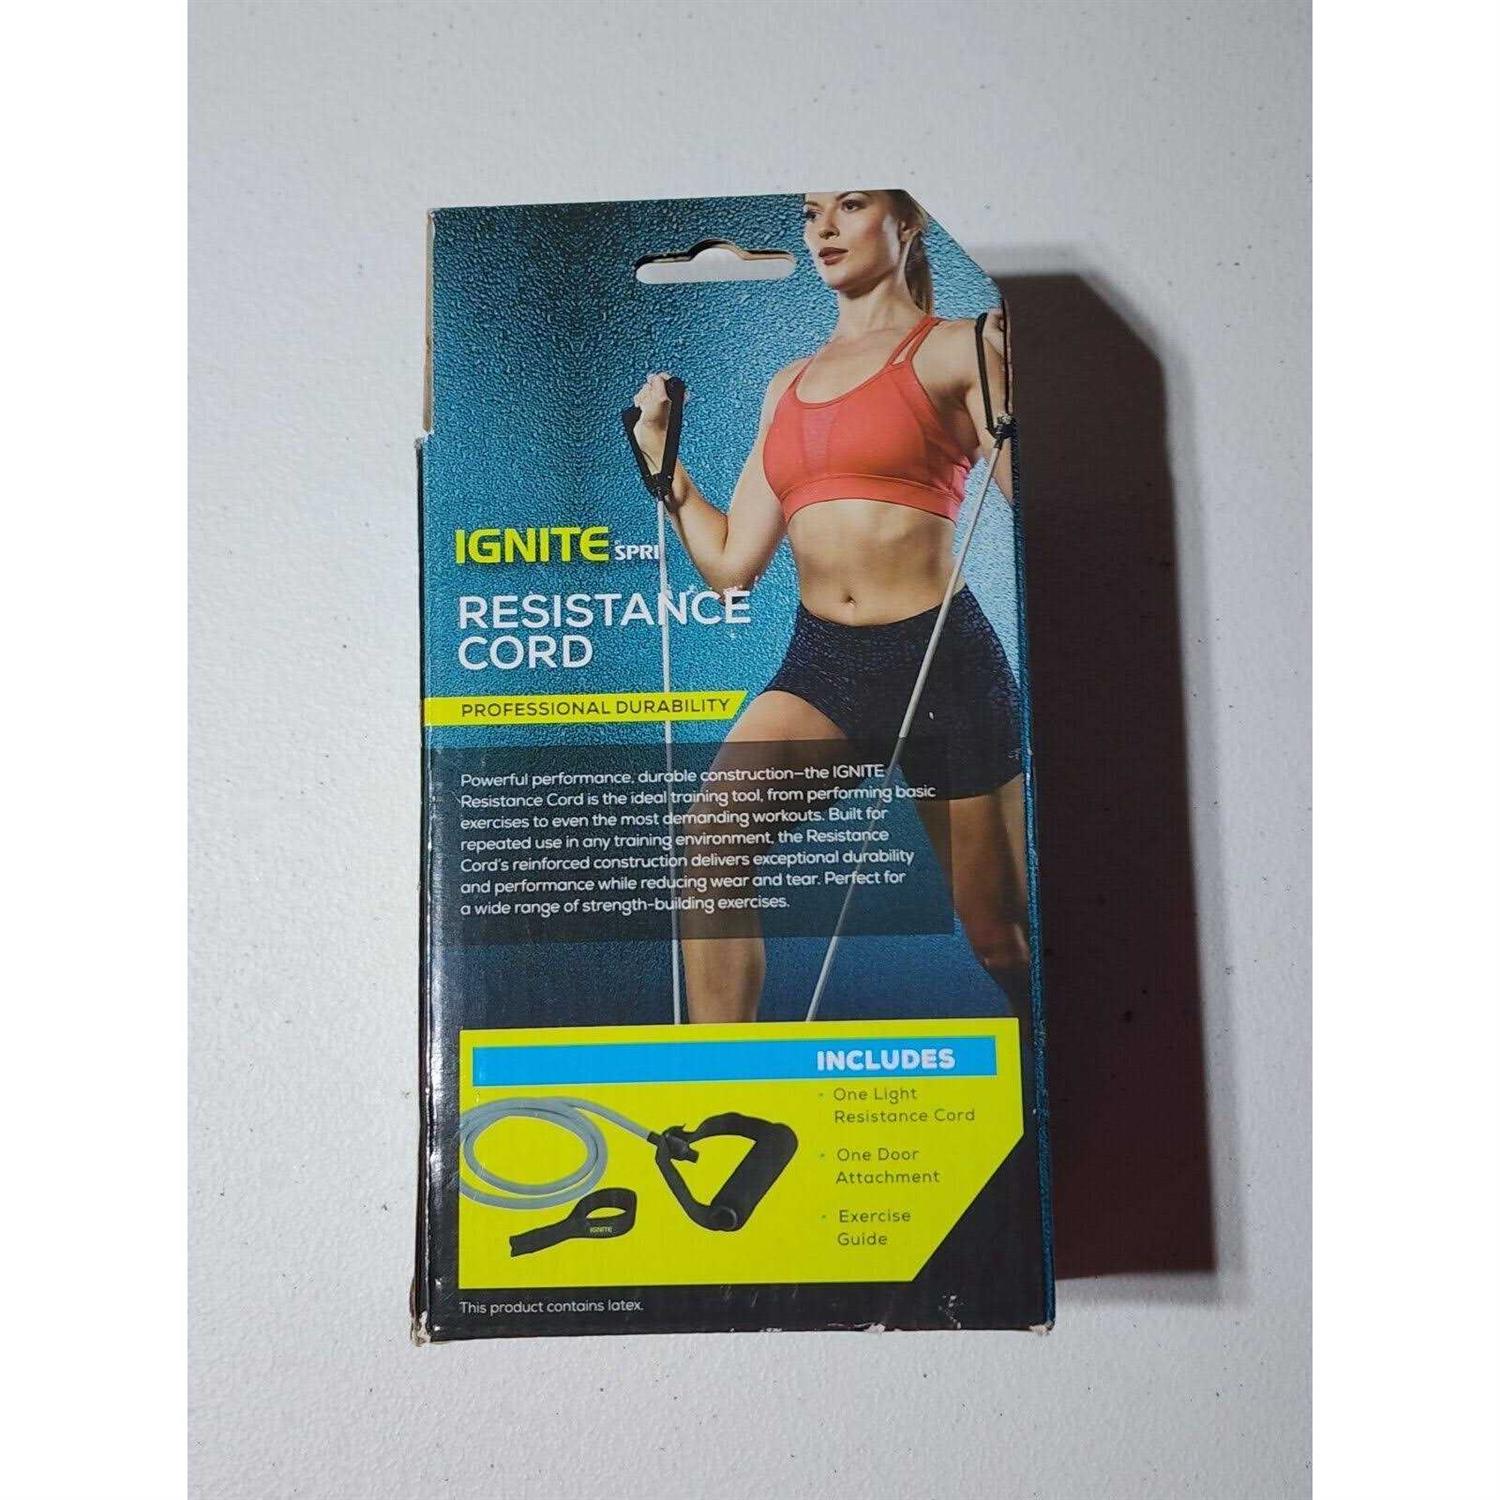 IGNITE SPRI
RESISTANCE
CORD
PROFESSIONAL DURABILITY
Powerful performance, durable construction—the IGNITE
Resistance Cord is the ideal training tool, from performing basic
exercises to even the most demanding workouts. Built for
repeated use in any training environment, the Resistance
Cord's reinforced construction delivers exceptional durability
and performance while reducing wear and tear. Perfect for
a wide range of strength-building exercises.
INCLUDES
• One Light
Resistance Cord
• One Door
Attachment
• Exercise
Guide
IGNITE
This product contains latex.